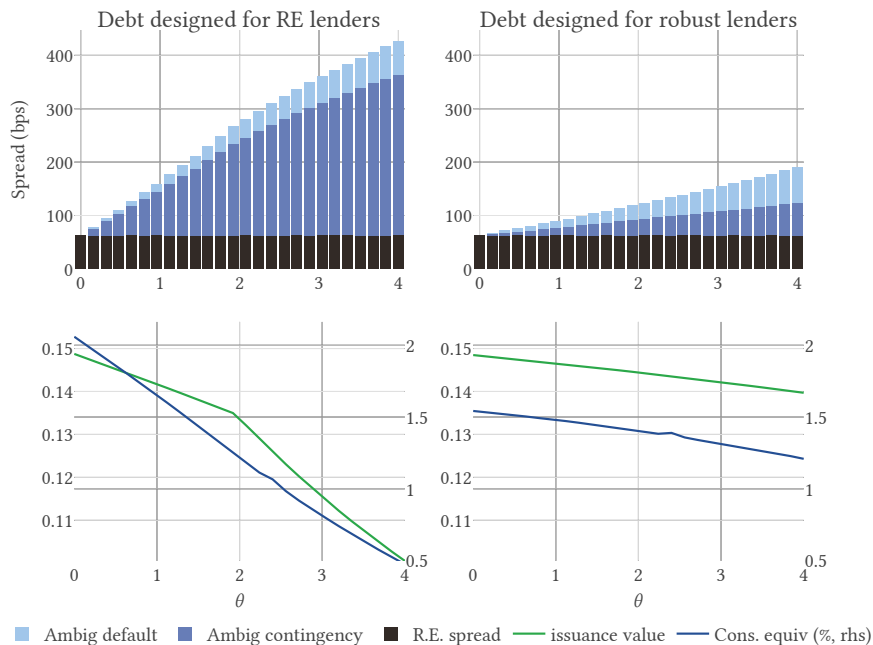 Debt designed for RE lenders
Debt designed for robust lenders
Spread (bps)
400
300
200
100
0
0 1 2 3 4
400
300
200
100
0
0 1 2 3 4
0.15
0.14
0.13
0.12
0.11
2
1.5
1
0.5
0 1 2 3 4
θ
0.15
0.14
0.13
0.12
0.11
2
1.5
1
0.5
0 1 2 3 4
θ
Ambig default Ambig contingency R.E. spread issuance value Cons. equiv (%, rhs)